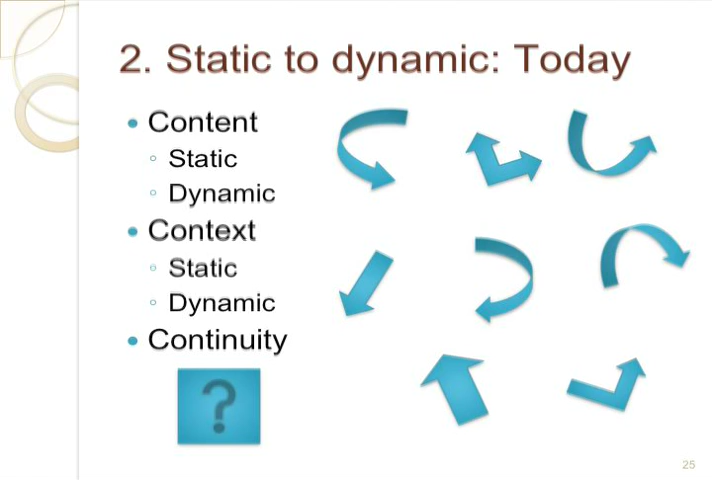 2. Static to dynamic: Today
• Content
◦ Static
◦ Dynamic
• Context
◦ Static
◦ Dynamic
• Continuity
?
25